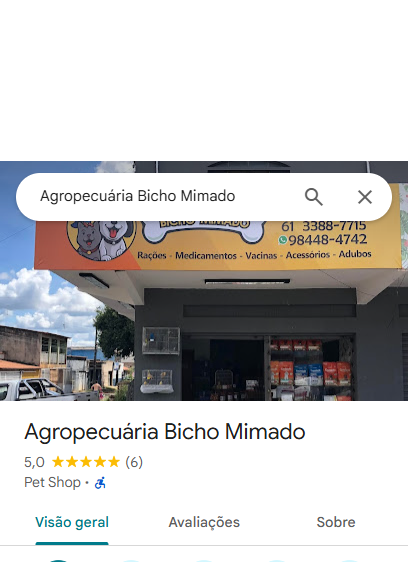 Agropecuária Bicho Mimado
BICHO MIMADO
61 3388-7715
98448-4742
Rações - Medicamentos - Vacinas - Acessórios - Adubos
Agropecuária Bicho Mimado
5,0 (6)
Pet Shop ·
Visão geral Avaliações Sobre